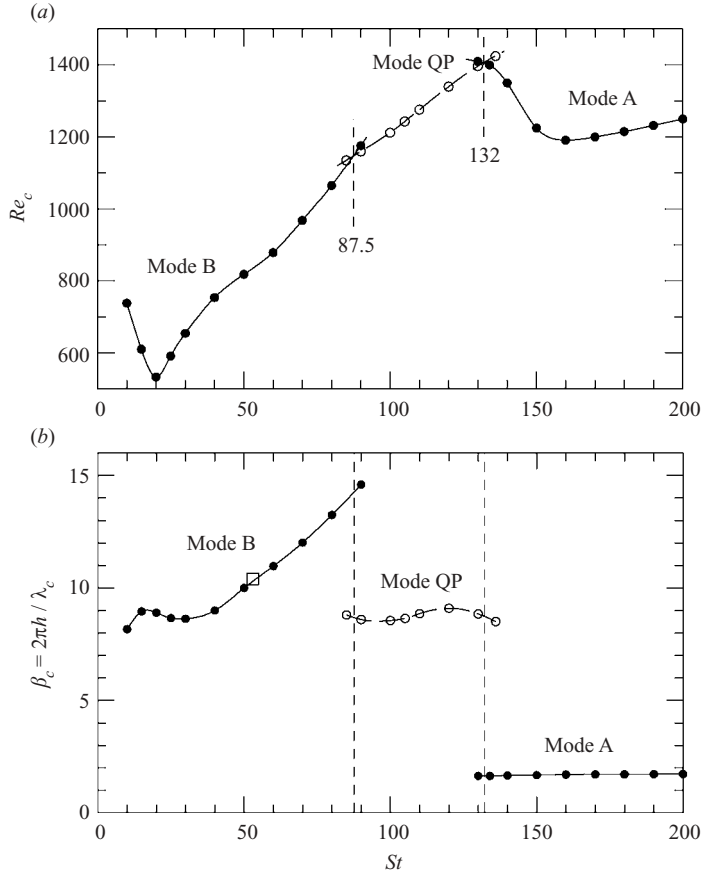 (a)
1400
1200
1000
800
600
Re_c
Mode QP
Mode A
132
87.5
Mode B
0 50 100 150 200
(b)
15
10
5
0
β_c = 2πh / λ_c
Mode B
Mode QP
Mode A
0 50 100 150 200
St